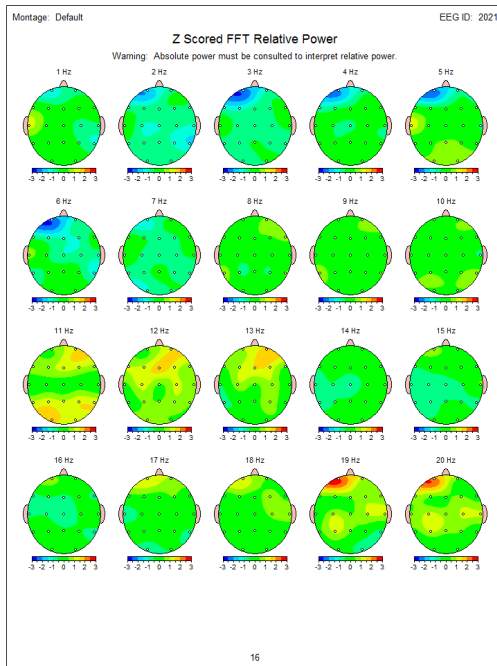 Montage: Default EEG ID: 2021
Z Scored FFT Relative Power
Warning: Absolute power must be consulted to interpret relative power.
1 Hz 2 Hz 3 Hz 4 Hz 5 Hz
-3 -2 -1 0 1 2 3 -3 -2 -1 0 1 2 3 -3 -2 -1 0 1 2 3 -3 -2 -1 0 1 2 3 -3 -2 -1 0 1 2 3
6 Hz 7 Hz 8 Hz 9 Hz 10 Hz
-3 -2 -1 0 1 2 3 -3 -2 -1 0 1 2 3 -3 -2 -1 0 1 2 3 -3 -2 -1 0 1 2 3 -3 -2 -1 0 1 2 3
11 Hz 12 Hz 13 Hz 14 Hz 15 Hz
-3 -2 -1 0 1 2 3 -3 -2 -1 0 1 2 3 -3 -2 -1 0 1 2 3 -3 -2 -1 0 1 2 3 -3 -2 -1 0 1 2 3
16 Hz 17 Hz 18 Hz 19 Hz 20 Hz
-3 -2 -1 0 1 2 3 -3 -2 -1 0 1 2 3 -3 -2 -1 0 1 2 3 -3 -2 -1 0 1 2 3 -3 -2 -1 0 1 2 3
16